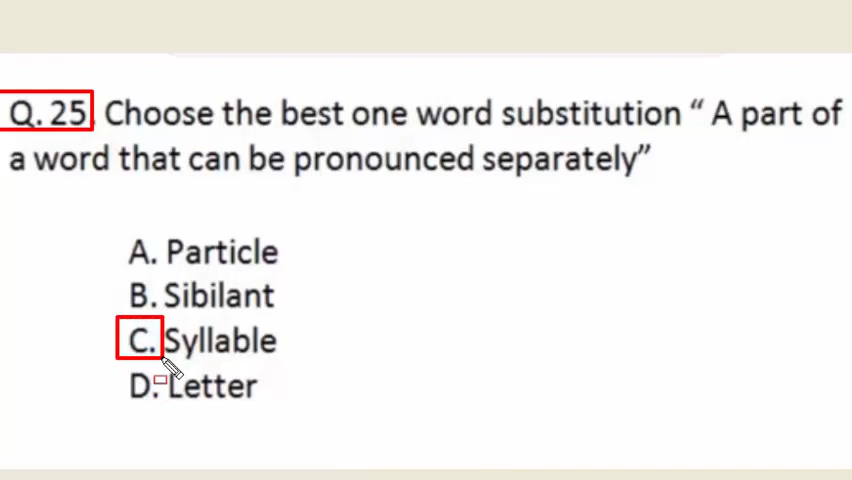 Q. 25. Choose the best one word substitution “ A part of
a word that can be pronounced separately”
A. Particle
B. Sibilant
C. Syllable
D. Letter